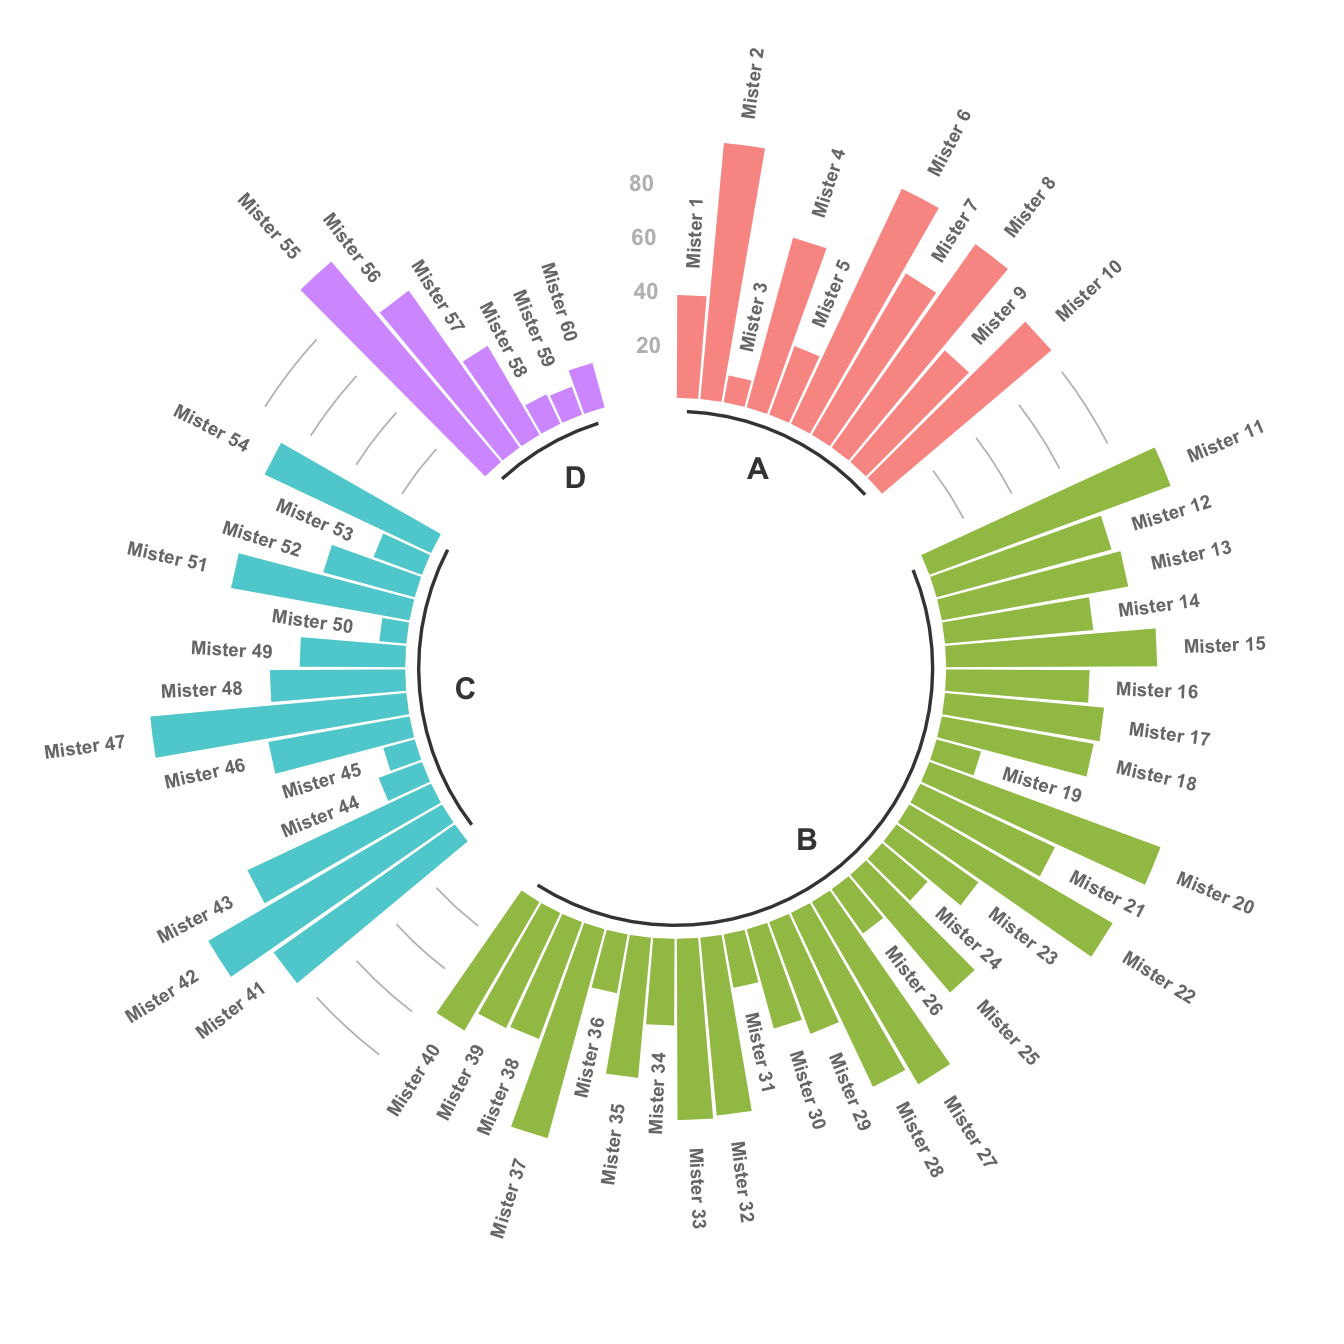 80
60
40
20
Mister 1
Mister 2
Mister 3
Mister 4
Mister 5
Mister 6
Mister 7
Mister 8
Mister 9
Mister 10
A
Mister 11
Mister 12
Mister 13
Mister 14
Mister 15
Mister 16
Mister 17
Mister 18
Mister 19
Mister 20
Mister 21
Mister 22
Mister 23
Mister 24
Mister 25
Mister 26
Mister 27
Mister 28
Mister 29
Mister 30
Mister 31
Mister 32
Mister 33
Mister 34
Mister 35
Mister 36
Mister 37
Mister 38
Mister 39
Mister 40
B
Mister 41
Mister 42
Mister 43
Mister 44
Mister 45
Mister 46
Mister 47
Mister 48
Mister 49
Mister 50
Mister 51
Mister 52
Mister 53
Mister 54
C
Mister 55
Mister 56
Mister 57
Mister 58
Mister 59
Mister 60
D